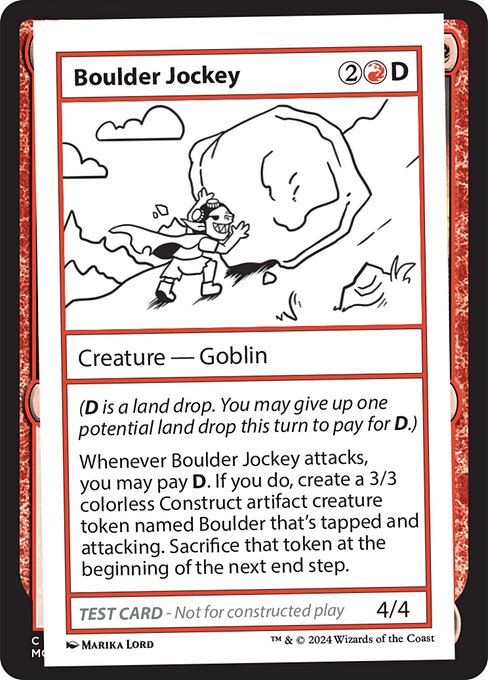 Boulder Jockey 2 D
Creature — Goblin
(D is a land drop. You may give up one
potential land drop this turn to pay for D.)
Whenever Boulder Jockey attacks,
you may pay D. If you do, create a 3/3
colorless Construct artifact creature
token named Boulder that's tapped and
attacking. Sacrifice that token at the
beginning of the next end step.
TEST CARD - Not for constructed play 4/4
C
MARIKA LORD ™ & © 2024 Wizards of the Coast